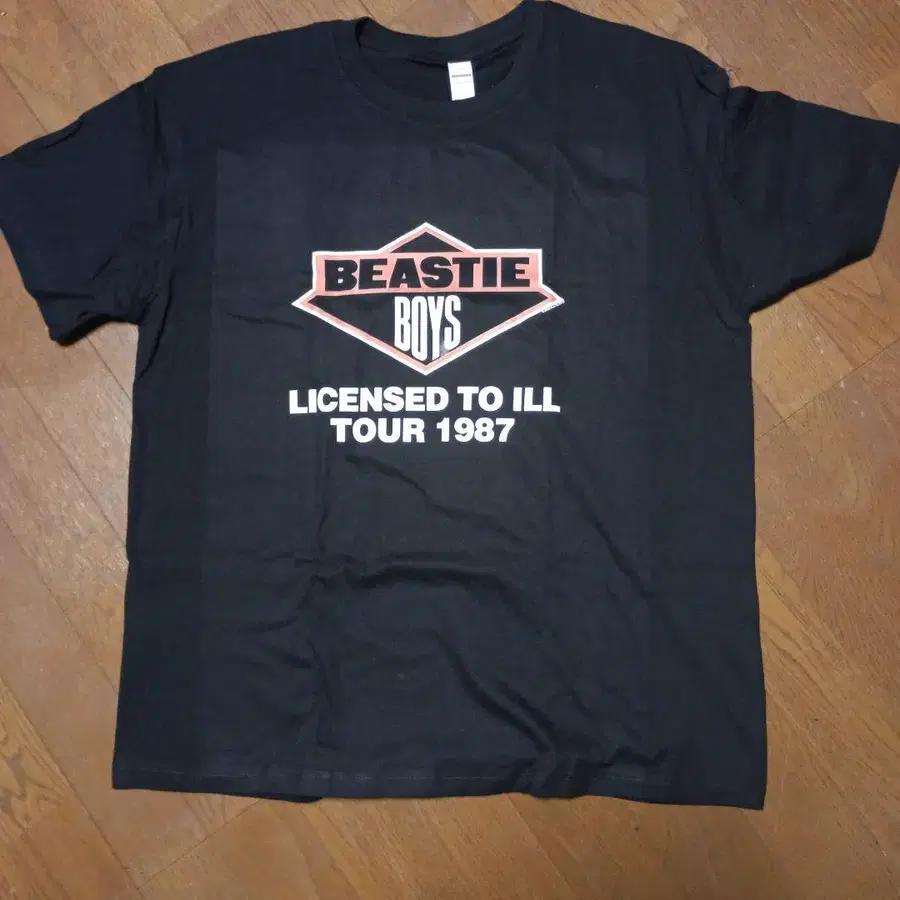 BEASTIE
BOYS
LICENSED TO ILL
TOUR 1987